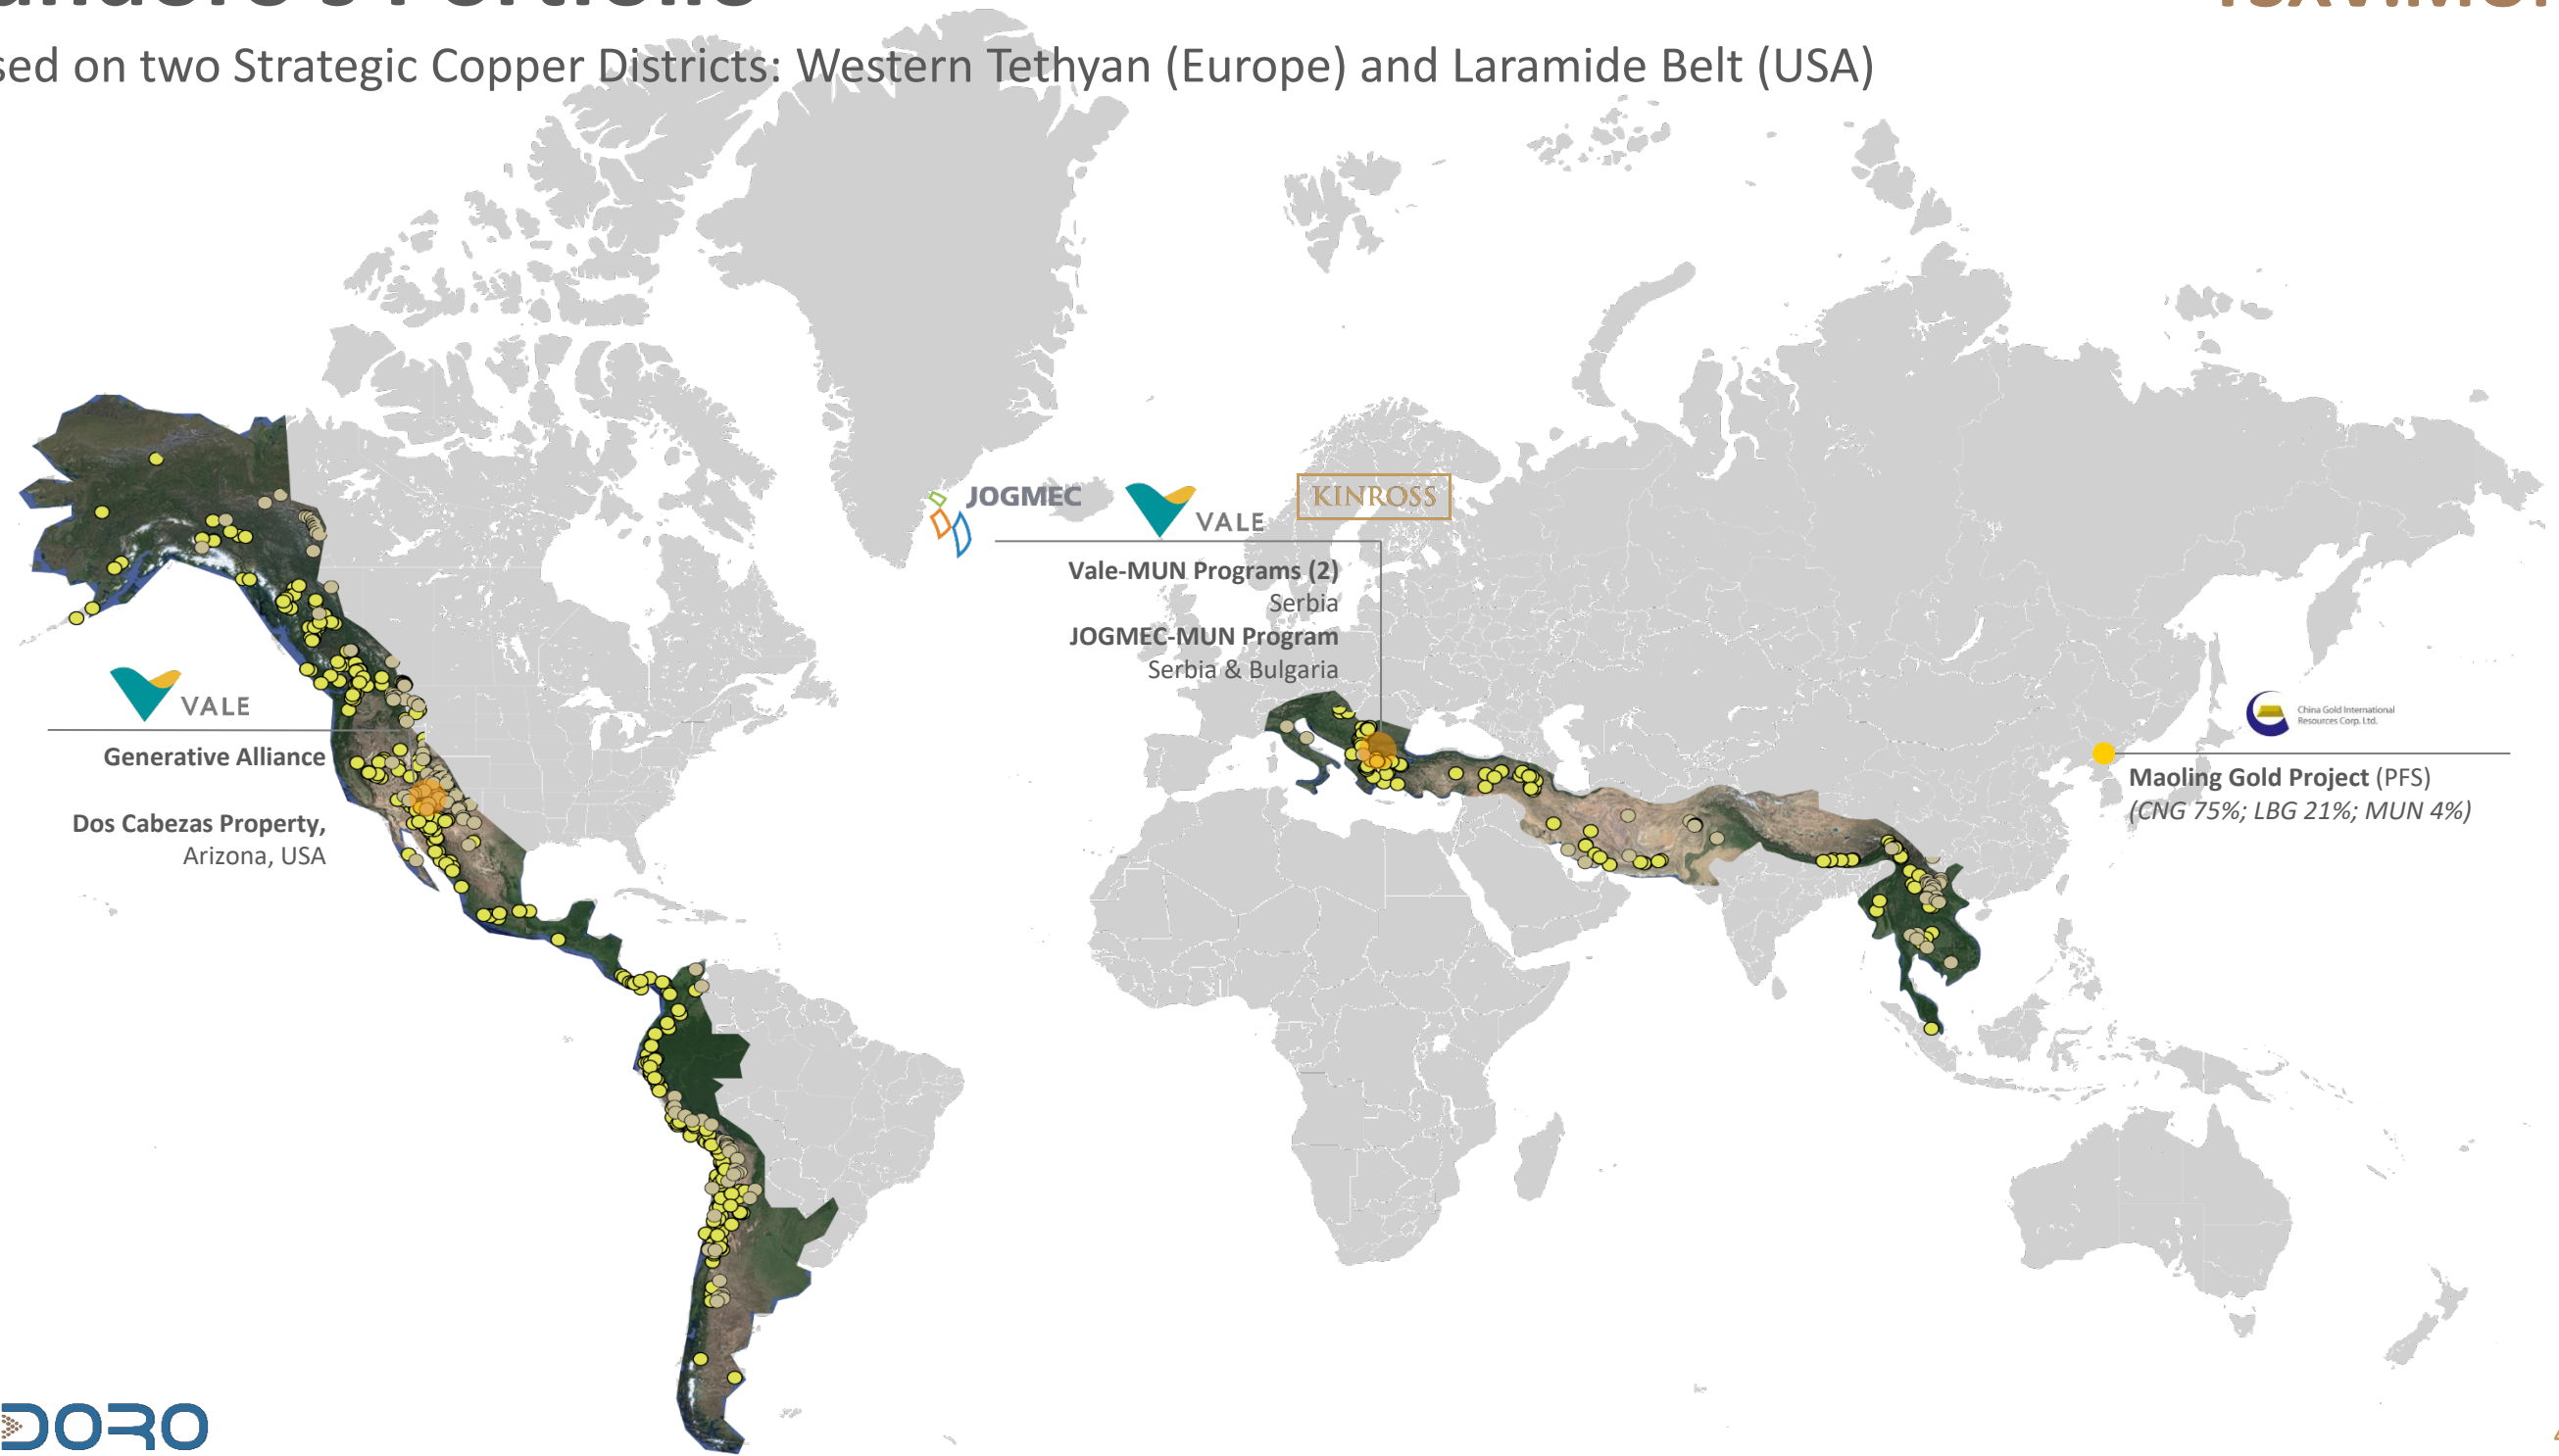 sed on two Strategic Copper Districts: Western Tethyan (Europe) and Laramide Belt (USA)
JOGMEC
VALE
KINROSS
Vale-MUN Programs (2)
Serbia
JOGMEC-MUN Program
Serbia & Bulgaria
VALE
Generative Alliance
Dos Cabezas Property,
Arizona, USA
China Gold International
Resources Corp. Ltd.
Maoling Gold Project (PFS)
(CNG 75%; LBG 21%; MUN 4%)
DORO